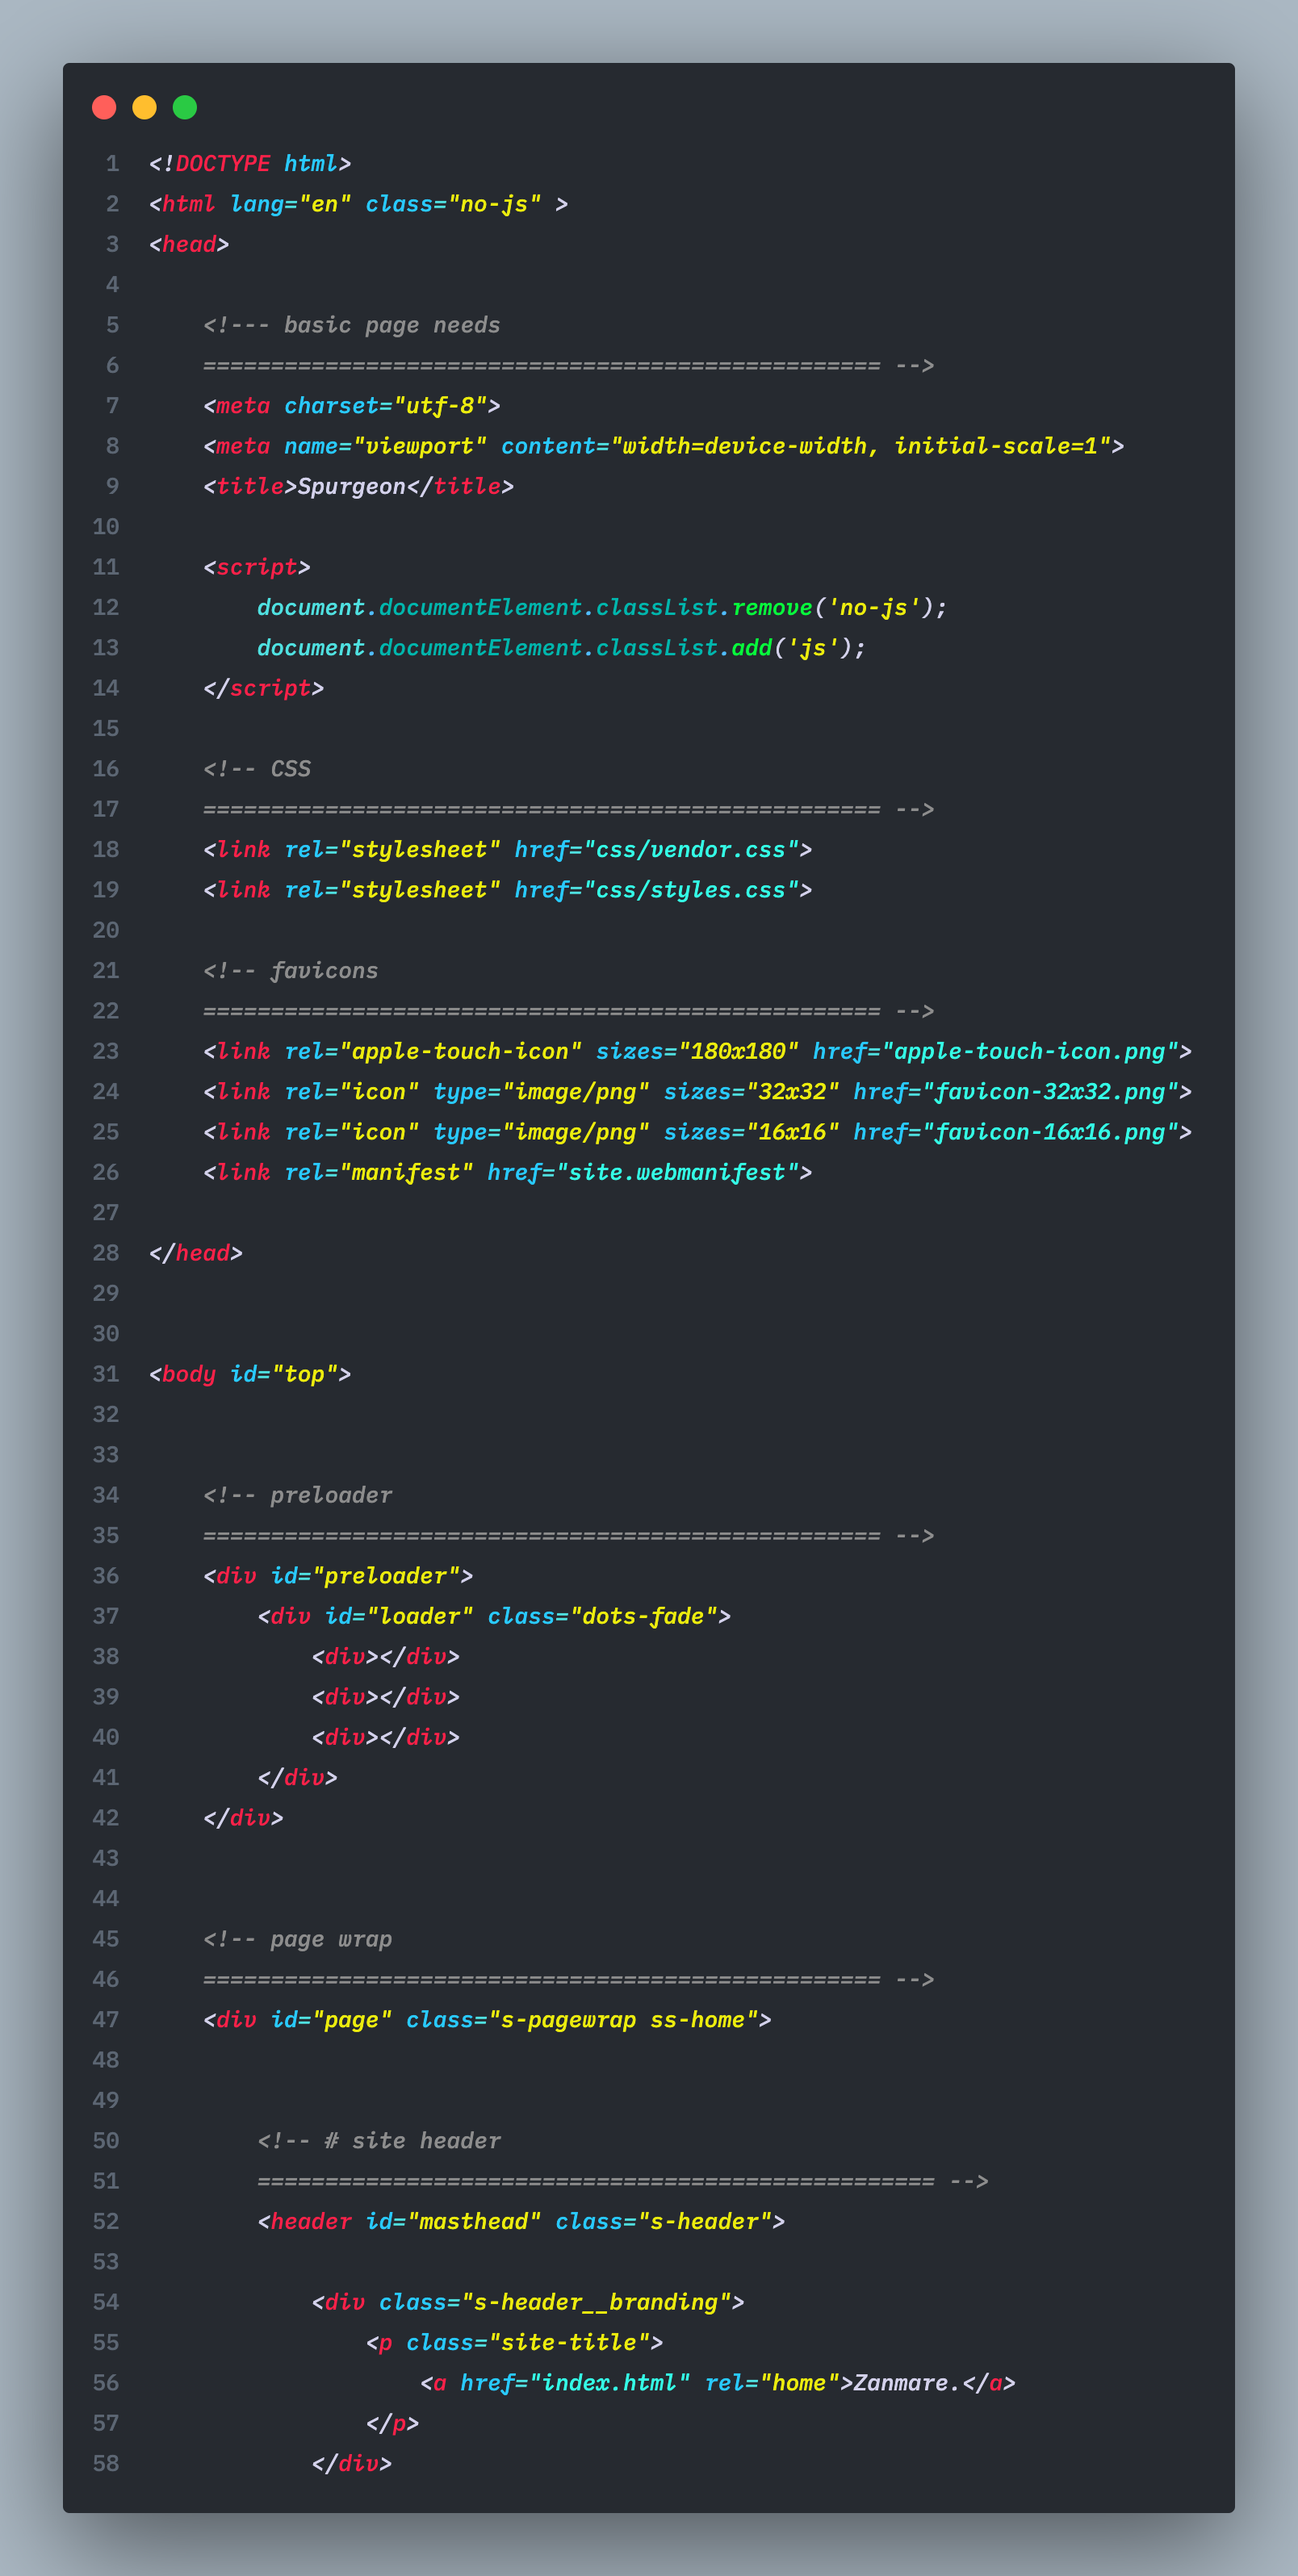 1 <!DOCTYPE html>
2 <html lang="en" class="no-js" >
3 <head>
4
5     <!--- basic page needs
6     ================================================== -->
7     <meta charset="utf-8">
8     <meta name="viewport" content="width=device-width, initial-scale=1">
9     <title>Spurgeon</title>
10
11     <script>
12         document.documentElement.classList.remove('no-js');
13         document.documentElement.classList.add('js');
14     </script>
15
16     <!-- CSS
17     ================================================== -->
18     <link rel="stylesheet" href="css/vendor.css">
19     <link rel="stylesheet" href="css/styles.css">
20
21     <!-- favicons
22     ================================================== -->
23     <link rel="apple-touch-icon" sizes="180x180" href="apple-touch-icon.png">
24     <link rel="icon" type="image/png" sizes="32x32" href="favicon-32x32.png">
25     <link rel="icon" type="image/png" sizes="16x16" href="favicon-16x16.png">
26     <link rel="manifest" href="site.webmanifest">
27
28 </head>
29
30
31 <body id="top">
32
33
34     <!-- preloader
35     ================================================== -->
36     <div id="preloader">
37         <div id="loader" class="dots-fade">
38             <div></div>
39             <div></div>
40             <div></div>
41         </div>
42     </div>
43
44
45     <!-- page wrap
46     ================================================== -->
47     <div id="page" class="s-pagewrap ss-home">
48
49
50         <!-- # site header
51         ================================================== -->
52         <header id="masthead" class="s-header">
53
54             <div class="s-header__branding">
55                 <p class="site-title">
56                     <a href="index.html" rel="home">Zanmare.</a>
57                 </p>
58             </div>